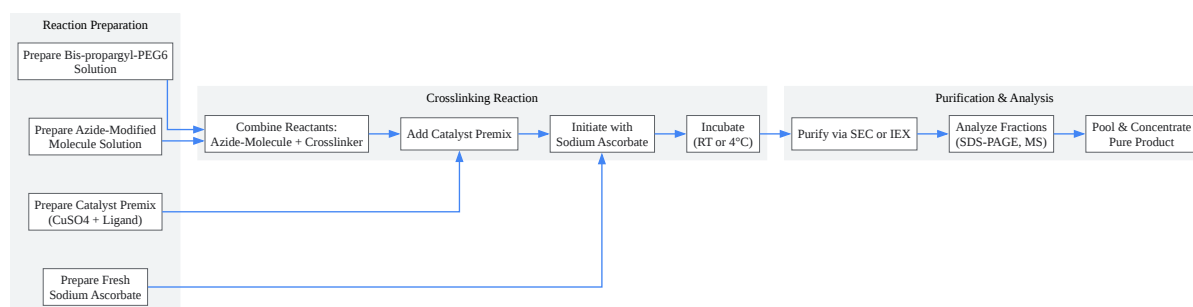 Reaction Preparation
Prepare Bis-propargyl-PEG6
Solution
Prepare Azide-Modified
Molecule Solution
Prepare Catalyst Premix
(CuSO4 + Ligand)
Prepare Fresh
Sodium Ascorbate
Crosslinking Reaction
Combine Reactants:
Azide-Molecule + Crosslinker
Add Catalyst Premix
Initiate with
Sodium Ascorbate
Incubate
(RT or 4°C)
Purification & Analysis
Purify via SEC or IEX
Analyze Fractions
(SDS-PAGE, MS)
Pool & Concentrate
Pure Product